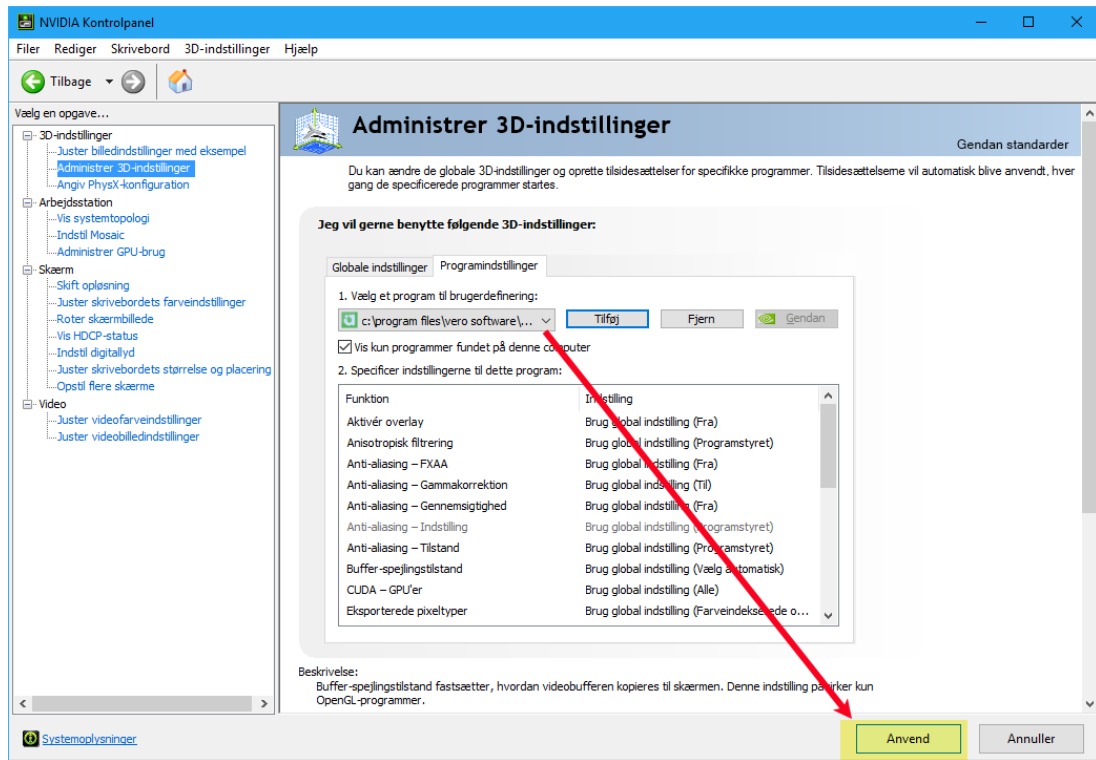 NVIDIA Kontrolpanel
Filer Rediger Skrivebord 3D-indstillinger Hjælp
Tilbage
Vælg en opgave...
3D-indstillinger
Juster billedindstillinger med eksempel
Administrer 3D-indstillinger
Angiv PhysX-konfiguration
Arbejdsstation
Vis systemtopologi
Indstil Mosaic
Administrer GPU-brug
Skærm
Skift opløsning
Juster skrivebordets farveindstillinger
Roter skærmbillede
Vis HDCP-status
Indstil digitallyd
Juster skrivebordets størrelse og placering
Opstil flere skærme
Video
Juster videofarveindstillinger
Juster videobilledindstillinger
Systemoplysninger
Administrer 3D-indstillinger
Gendan standarder
Du kan ændre de globale 3D-indstillinger og oprette tilsidesættelser for specifikke programmer. Tilsidesættelserne vil automatisk blive anvendt, hver
gang de specificerede programmer startes.
Jeg vil gerne benytte følgende 3D-indstillinger:
Globale indstillinger Programindstillinger
1. Vælg et program til brugerdefinering:
c:\program files\vero software\... Tilføj Fjern Gendan
Vis kun programmer fundet på denne computer
2. Specificer indstillingerne til dette program:
Funktion Indstilling
Aktivér overlay Brug global indstilling (Fra)
Anisotropisk filtrering Brug global indstilling (Programstyret)
Anti-aliasing – FXAA Brug global indstilling (Fra)
Anti-aliasing – Gammakorrektion Brug global indstilling (Til)
Anti-aliasing – Gennemsigtighed Brug global indstilling (Fra)
Anti-aliasing – Indstilling Brug global indstilling (Programstyret)
Anti-aliasing – Tilstand Brug global indstilling (Programstyret)
Buffer-spejlingstilstand Brug global indstilling (Vælg automatisk)
CUDA – GPU'er Brug global indstilling (Alle)
Eksporterede pixeltyper Brug global indstilling (Farveindekserede o...
Beskrivelse:
Buffer-spejlingstilstand fastsætter, hvordan videobufferen kopieres til skærmen. Denne indstilling påvirker kun
OpenGL-programmer.
Anvend Annuller